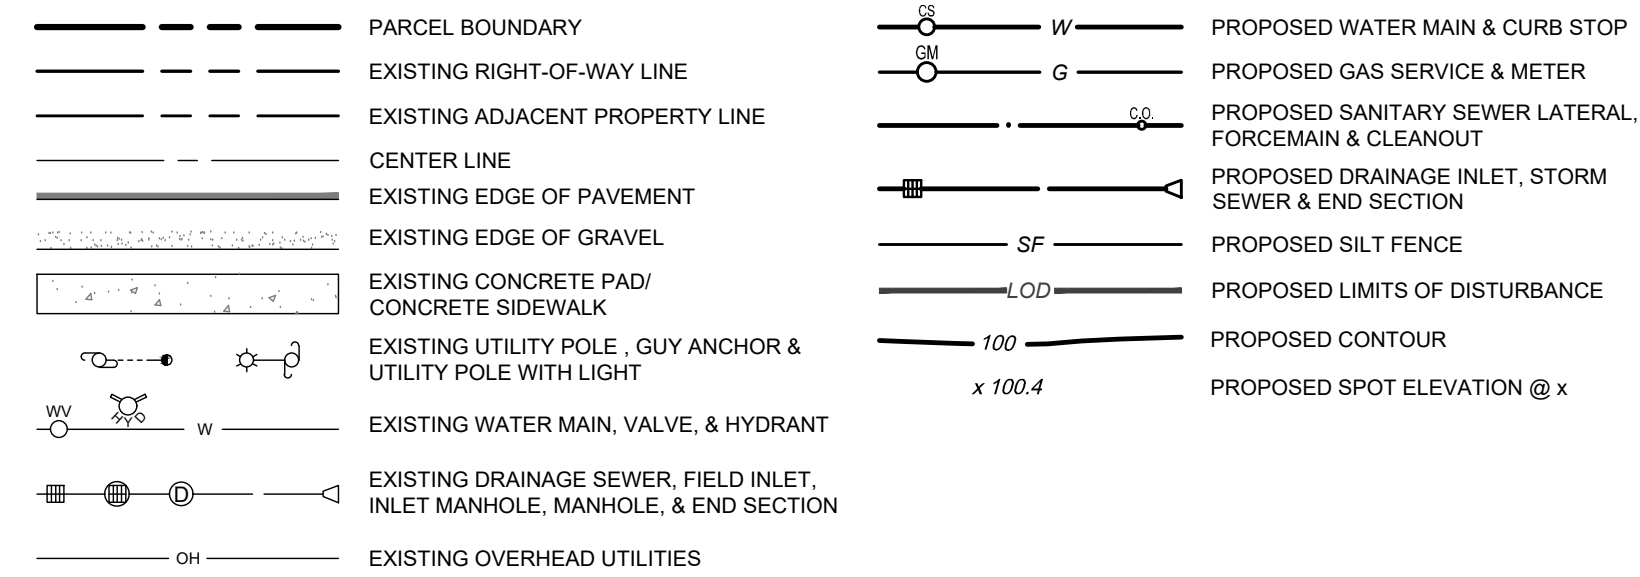 PARCEL BOUNDARY
EXISTING RIGHT-OF-WAY LINE
EXISTING ADJACENT PROPERTY LINE
CENTER LINE
EXISTING EDGE OF PAVEMENT
EXISTING EDGE OF GRAVEL
EXISTING CONCRETE PAD/
CONCRETE SIDEWALK
EXISTING UTILITY POLE , GUY ANCHOR &
UTILITY POLE WITH LIGHT
WV
HYD
W
EXISTING WATER MAIN, VALVE, & HYDRANT
D
EXISTING DRAINAGE SEWER, FIELD INLET,
INLET MANHOLE, MANHOLE, & END SECTION
OH
EXISTING OVERHEAD UTILITIES
CS
W
PROPOSED WATER MAIN & CURB STOP
GM
G
PROPOSED GAS SERVICE & METER
C.O.
PROPOSED SANITARY SEWER LATERAL,
FORCEMAIN & CLEANOUT
PROPOSED DRAINAGE INLET, STORM
SEWER & END SECTION
SF
PROPOSED SILT FENCE
LOD
PROPOSED LIMITS OF DISTURBANCE
100
PROPOSED CONTOUR
x 100.4
PROPOSED SPOT ELEVATION @ x